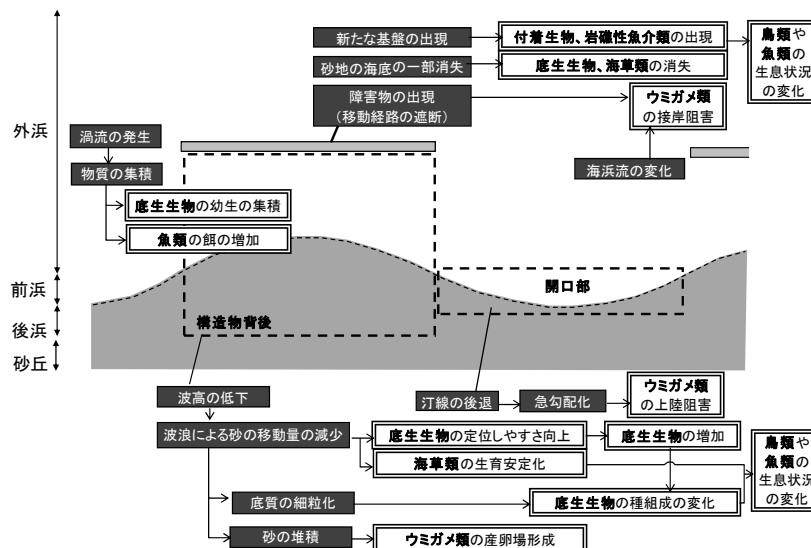 新たな基盤の出現
付着生物、岩礁性魚介類の出現
鳥類や
魚類の
生息状況
の変化
砂地の海底の一部消失
底生生物、海草類の消失
障害物の出現
(移動経路の遮断)
ウミガメ類
の接岸阻害
外浜
渦流の発生
物質の集積
海浜流の変化
底生生物の幼生の集積
魚類の餌の増加
前浜
開口部
後浜
構造物背後
砂丘
波高の低下
汀線の後退
急勾配化
ウミガメ類
の上陸阻害
波浪による砂の移動量の減少
底生生物の定位しやすさ向上
底生生物の増加
鳥類や
魚類の
生息状況
の変化
海草類の生育安定化
底質の細粒化
底生生物の種組成の変化
砂の堆積
ウミガメ類の産卵場形成